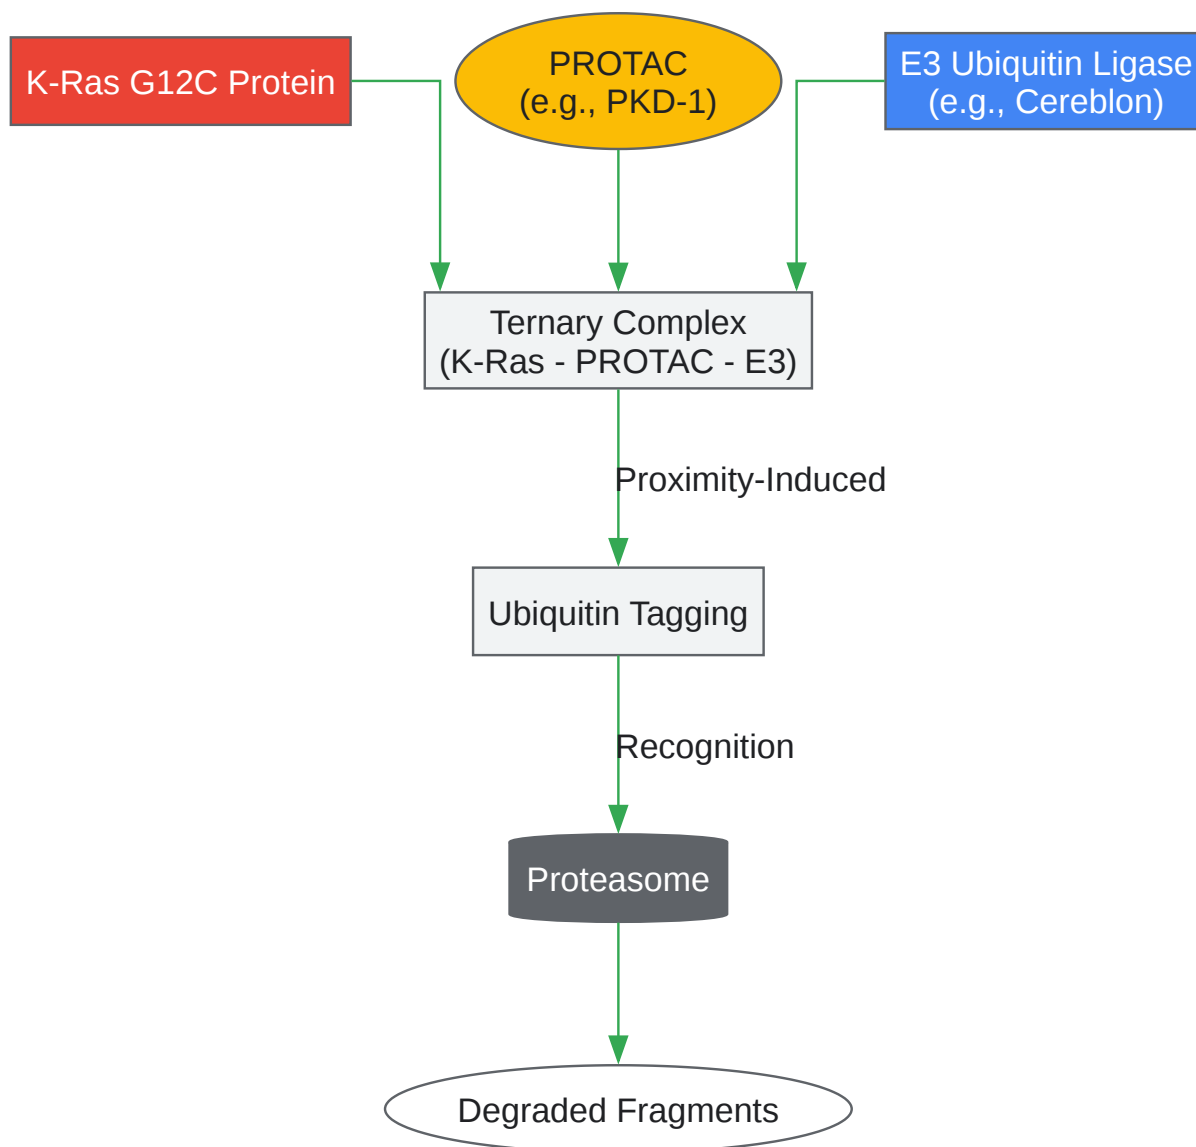 K-Ras G12C Protein
PROTAC
(e.g., PKD-1)
E3 Ubiquitin Ligase
(e.g., Cereblon)
Ternary Complex
(K-Ras - PROTAC - E3)
Proximity-Induced
Ubiquitin Tagging
Recognition
Proteasome
Degraded Fragments